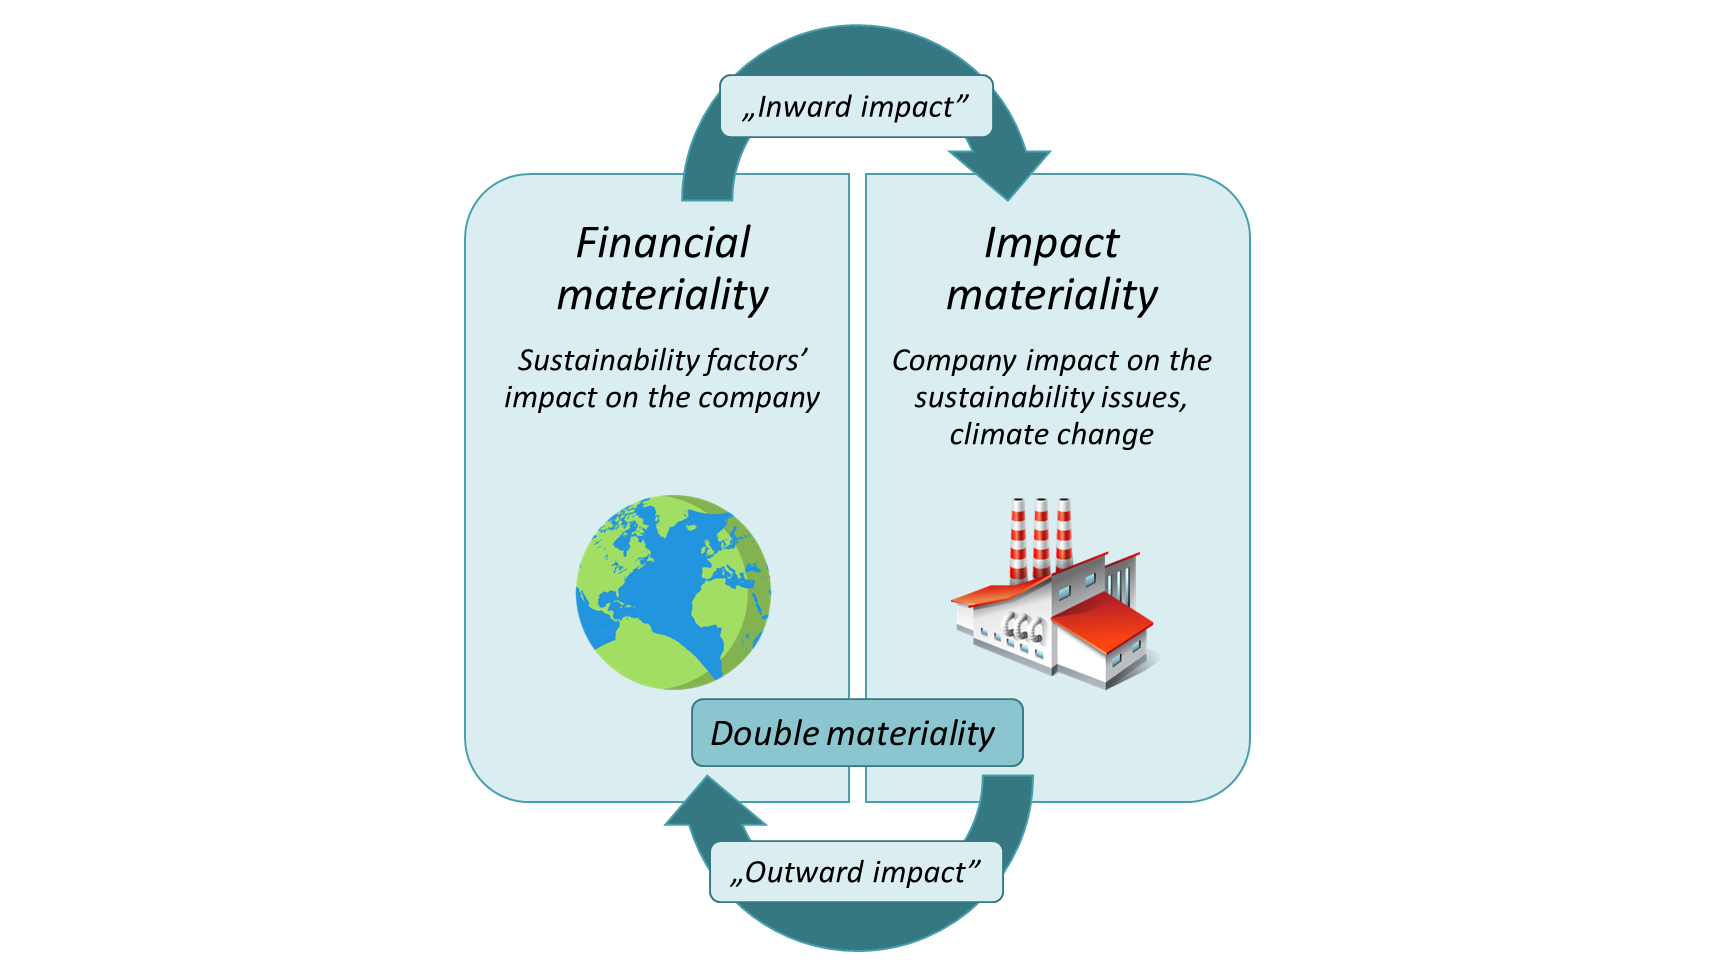 „Inward impact”
Financial
materiality
Sustainability factors’
impact on the company
Impact
materiality
Company impact on the
sustainability issues,
climate change
Double materiality
„Outward impact”